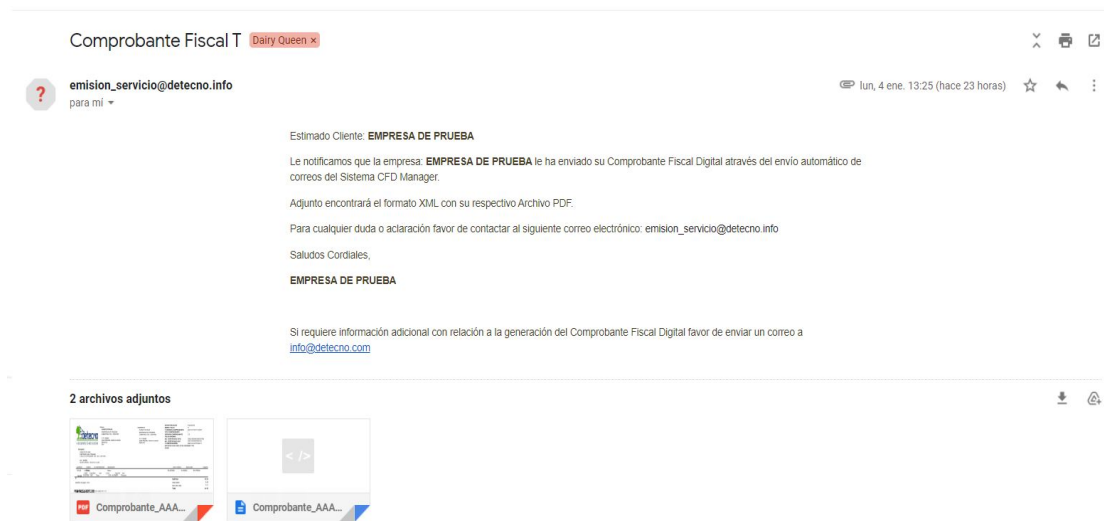 Comprobante Fiscal T Dairy Queen ×
emision_servicio@detecno.info
lun, 4 ene. 13:25 (hace 23 horas)
para mí
Estimado Cliente: EMPRESA DE PRUEBA
Le notificamos que la empresa: EMPRESA DE PRUEBA le ha enviado su Comprobante Fiscal Digital através del envío automático de
correos del Sistema CFD Manager.
Adjunto encontrará el formato XML con su respectivo Archivo PDF.
Para cualquier duda o aclaración favor de contactar al siguiente correo electrónico: emision_servicio@detecno.info
Saludos Cordiales,
EMPRESA DE PRUEBA
Si requiere información adicional con relación a la generación del Comprobante Fiscal Digital favor de enviar un correo a
info@detecno.com
2 archivos adjuntos
detecno
</>
PDF Comprobante_AAA...
Comprobante_AAA...